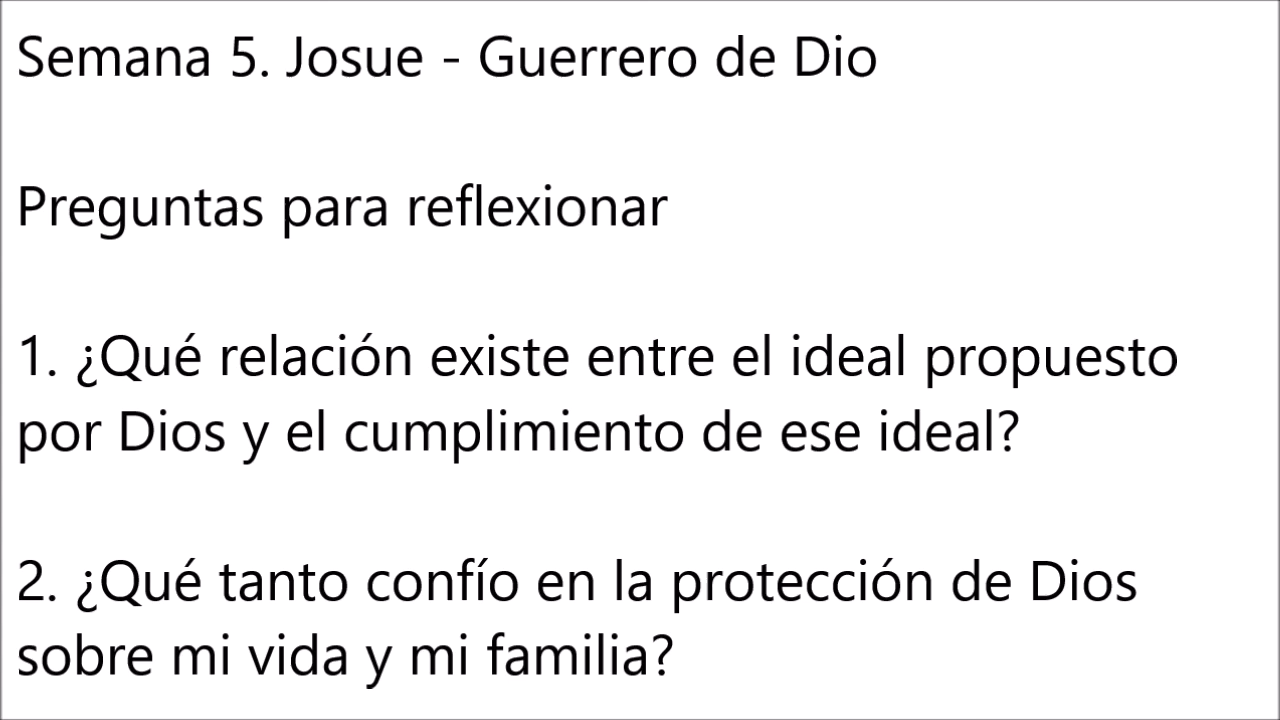 Semana 5. Josue - Guerrero de Dio
Preguntas para reflexionar
1. ¿Qué relación existe entre el ideal propuesto
por Dios y el cumplimiento de ese ideal?
2. ¿Qué tanto confío en la protección de Dios
sobre mi vida y mi familia?